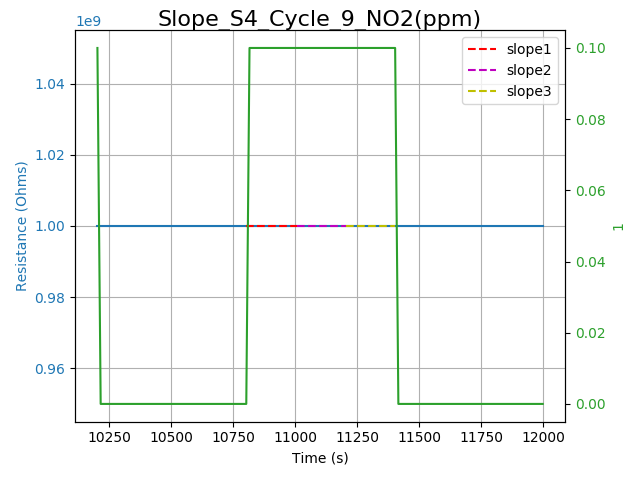 Slope_S4_Cycle_9_NO2(ppm)
1e9
slope1
slope2
slope3
1.04
1.02
1.00
0.98
0.96
Resistance (Ohms)
0.10
0.08
0.06
0.04
0.02
0.00
1
10250 10500 10750 11000 11250 11500 11750 12000
Time (s)